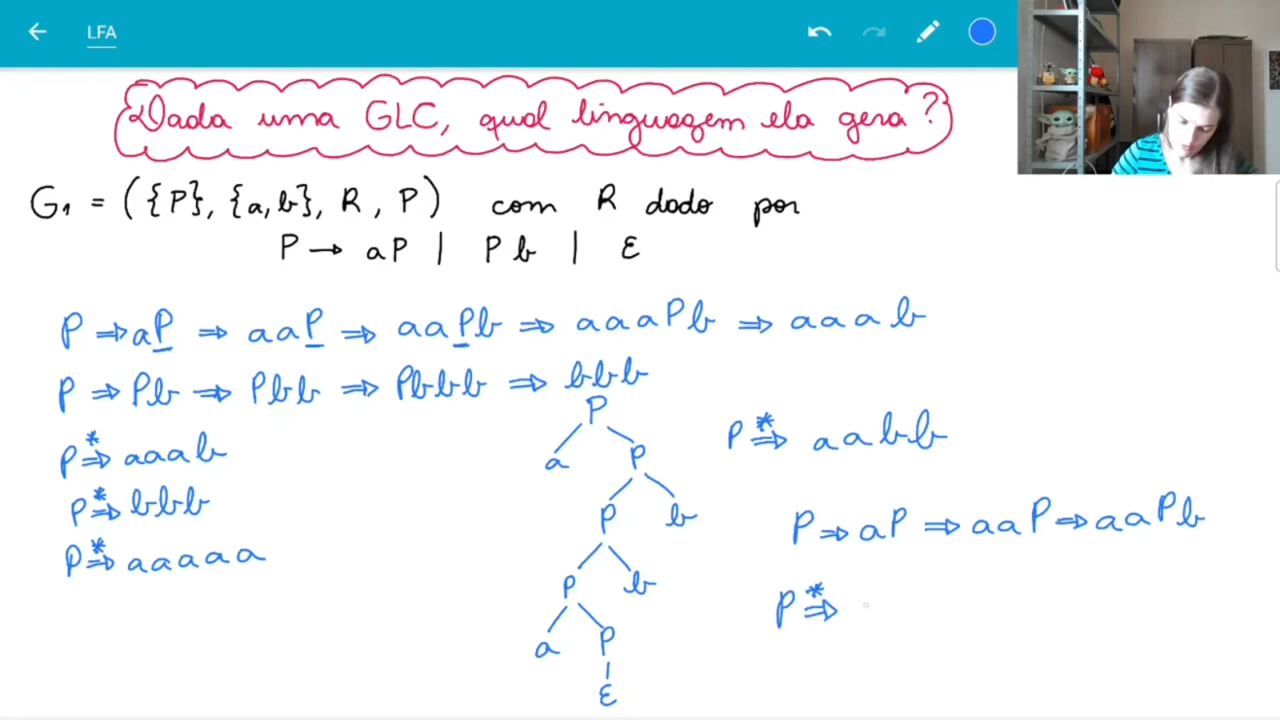 LFA
Dada uma GLC, qual linguagem ela gera?
G₁ = ({P}, {a,b}, R, P) com R dado por
P → aP | Pb | ε
P ⇒ aP ⇒ aaP ⇒ aaPb ⇒ aaaPb ⇒ aaab
P ⇒ Pb ⇒ Pbb ⇒ Pbbb ⇒ bbb
P ⇒* aaab
P ⇒* bbb
P ⇒* aaaaa
P
a P
P b
P b
a P
ε
P ⇒* aabb
P ⇒ aP ⇒ aaP ⇒ aaPb
P ⇒*